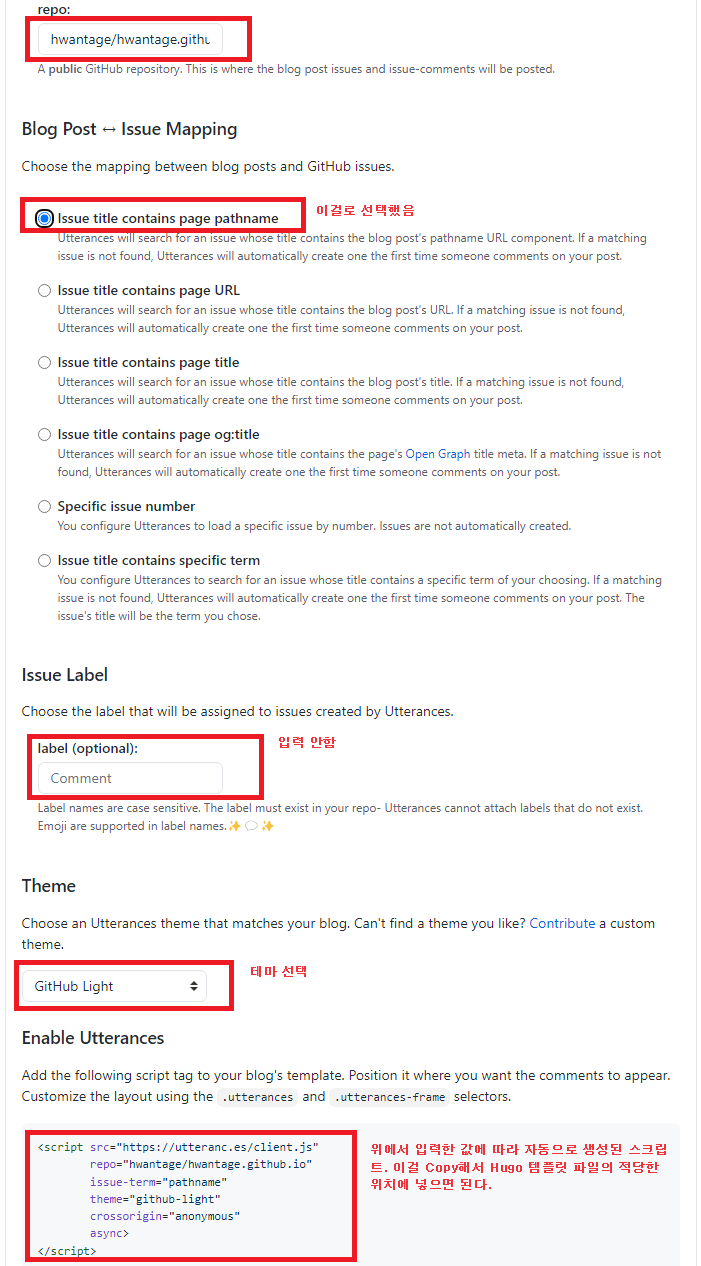 repo:
hwantage/hwantage.githu
A public GitHub repository. This is where the blog post issues and issue-comments will be posted.
Blog Post ↔ Issue Mapping
Choose the mapping between blog posts and GitHub issues.
Issue title contains page pathname
이걸로 선택했음
Utterances will search for an issue whose title contains the blog post's pathname URL component. If a matching
issue is not found, Utterances will automatically create one the first time someone comments on your post.
Issue title contains page URL
Utterances will search for an issue whose title contains the blog post's URL. If a matching issue is not found,
Utterances will automatically create one the first time someone comments on your post.
Issue title contains page title
Utterances will search for an issue whose title contains the blog post's title. If a matching issue is not found,
Utterances will automatically create one the first time someone comments on your post.
Issue title contains page og:title
Utterances will search for an issue whose title contains the page's Open Graph title meta. If a matching issue is not
found, Utterances will automatically create one the first time someone comments on your post.
Specific issue number
You configure Utterances to load a specific issue by number. Issues are not automatically created.
Issue title contains specific term
You configure Utterances to search for an issue whose title contains a specific term of your choosing. If a matching
issue is not found, Utterances will automatically create one the first time someone comments on your post. The
issue's title will be the term you chose.
Issue Label
Choose the label that will be assigned to issues created by Utterances.
label (optional):
입력 안함
Comment
Label names are case sensitive. The label must exist in your repo- Utterances cannot attach labels that do not exist.
Emoji are supported in label names.✨💬✨
Theme
Choose an Utterances theme that matches your blog. Can't find a theme you like? Contribute a custom
theme.
테마 선택
GitHub Light
Enable Utterances
Add the following script tag to your blog's template. Position it where you want the comments to appear.
Customize the layout using the .utterances and .utterances-frame selectors.
<script src="https://utteranc.es/client.js"
repo="hwantage/hwantage.github.io"
issue-term="pathname"
theme="github-light"
crossorigin="anonymous"
async>
</script>
위에서 입력한 값에 따라 자동으로 생성된 스크립
트. 이걸 Copy해서 Hugo 템플릿 파일의 적당한
위치에 넣으면 된다.